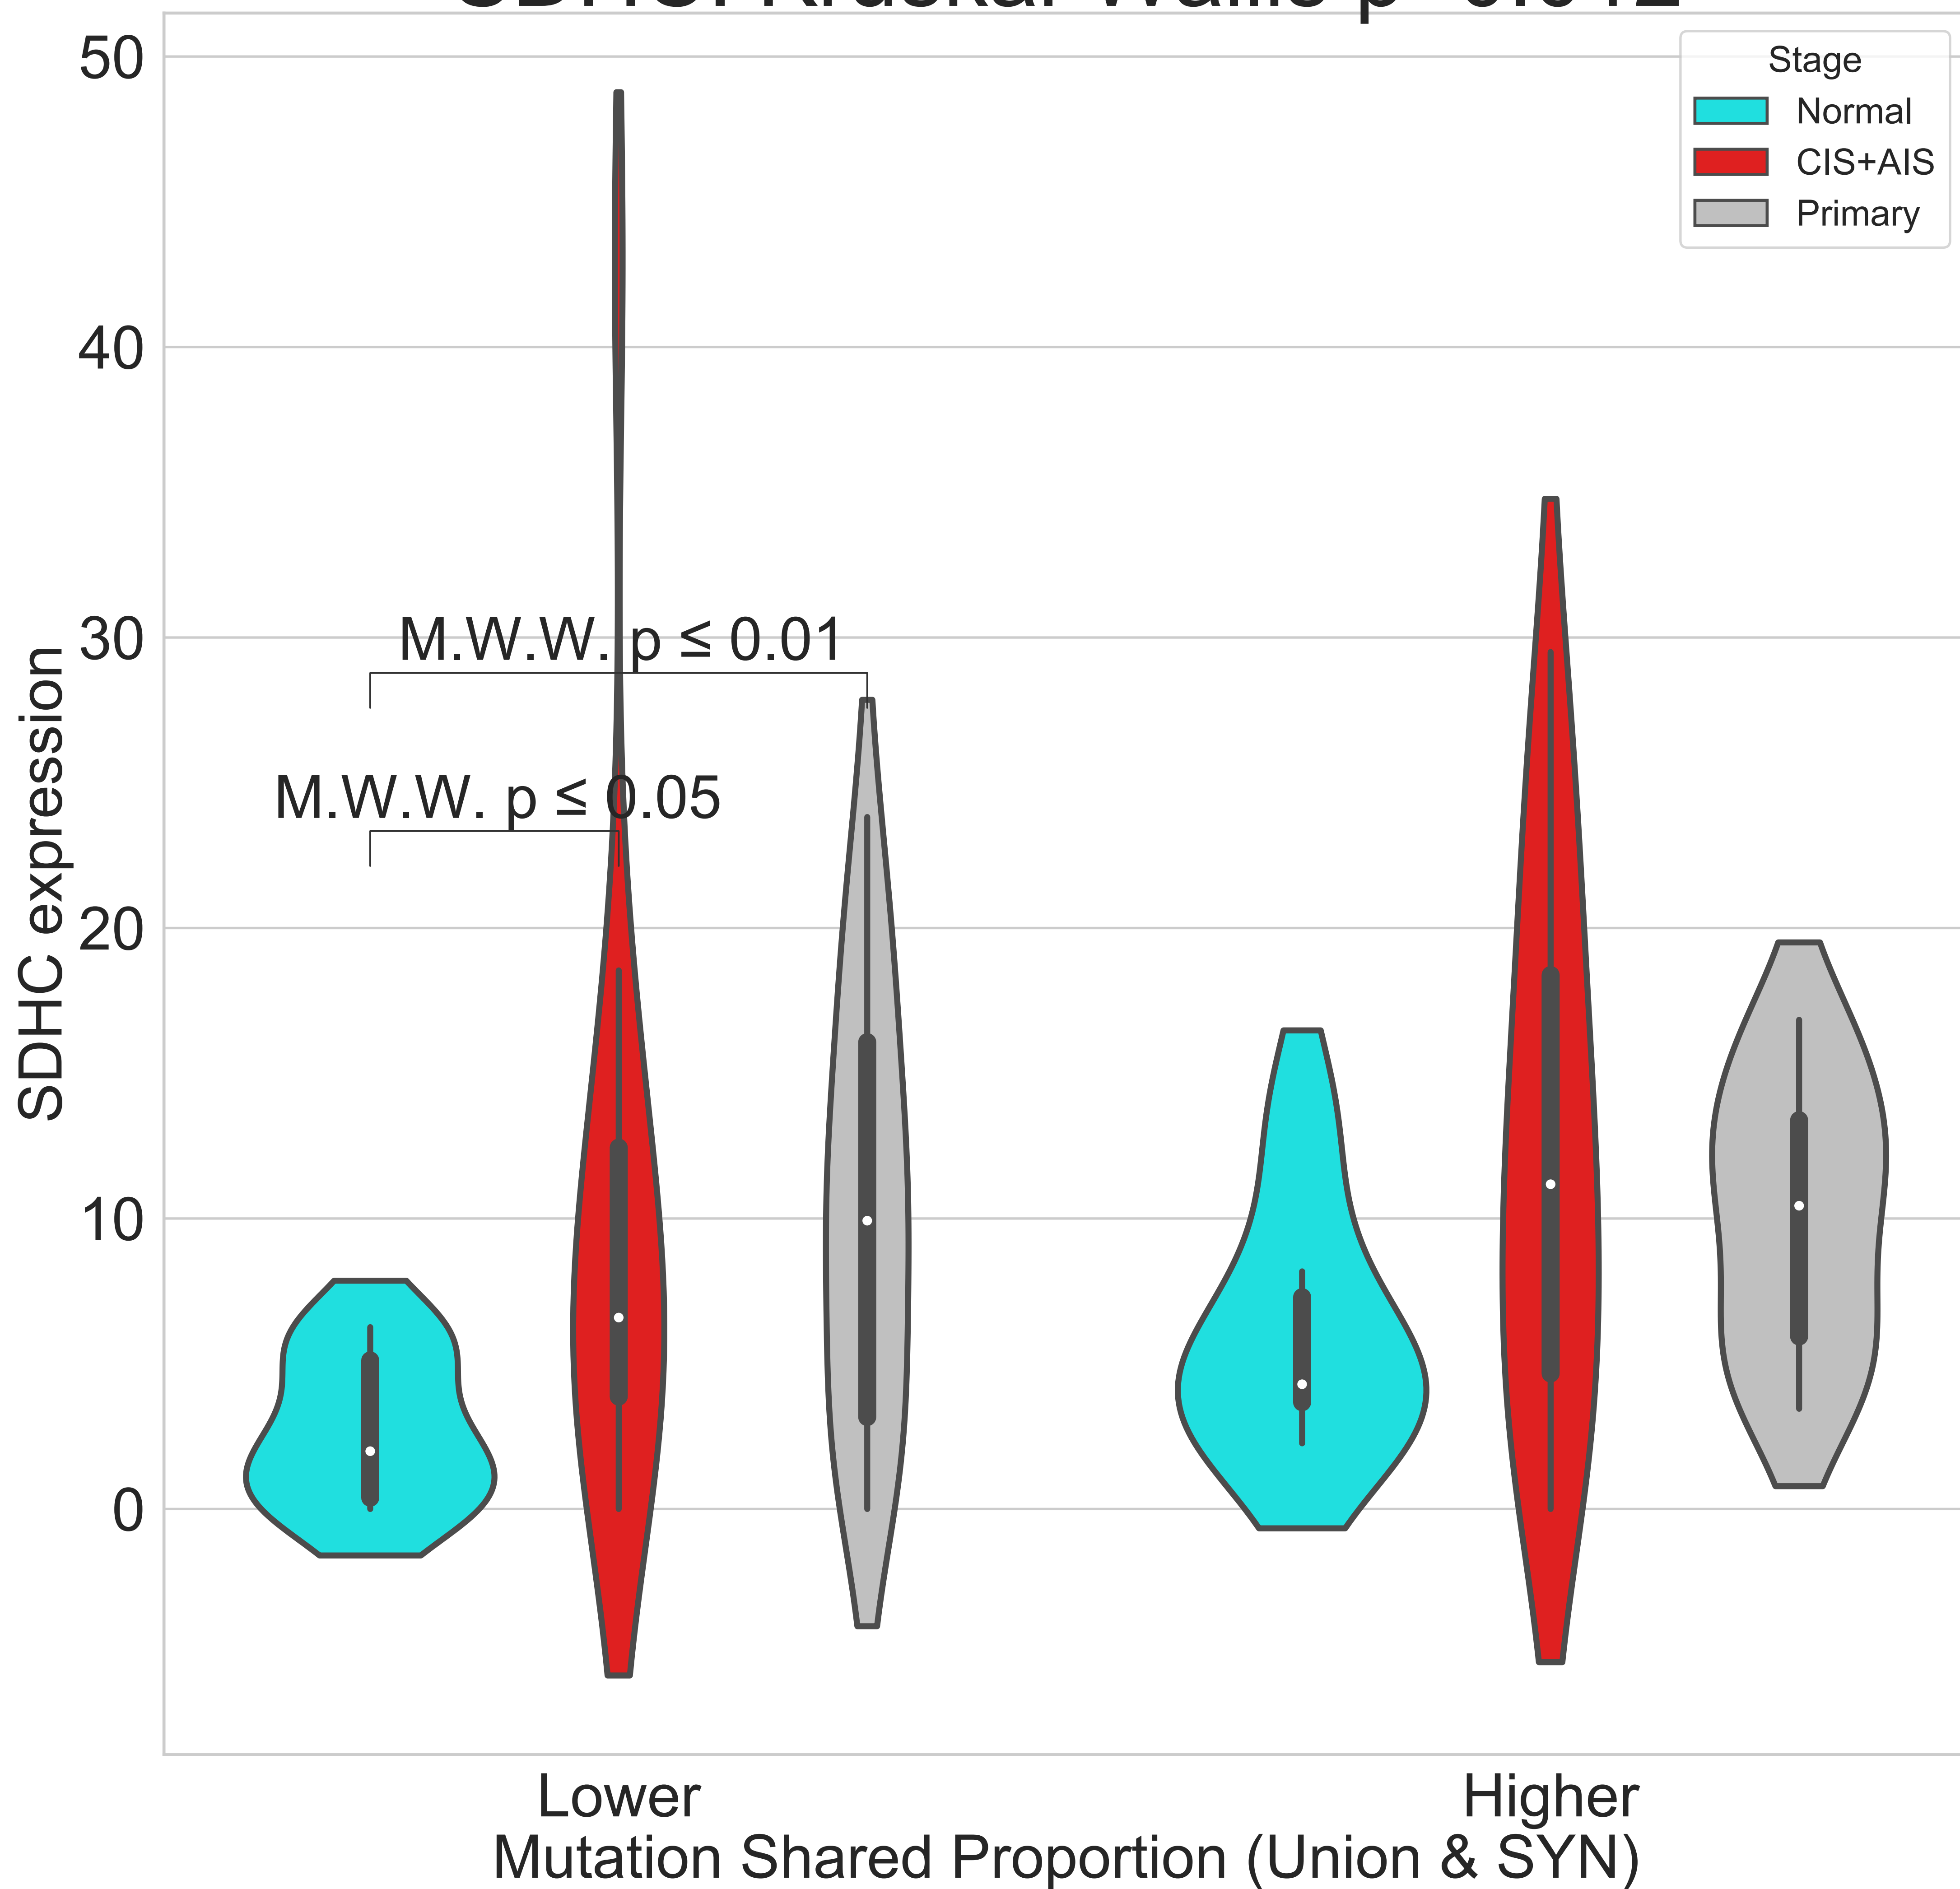 50
40
30
20
10
0
SDHC expression
Stage
Normal
CIS+AIS
Primary
M.W.W. p ≤ 0.01
M.W.W. p ≤ 0.05
Lower
Higher
Mutation Shared Proportion (Union & SYN)